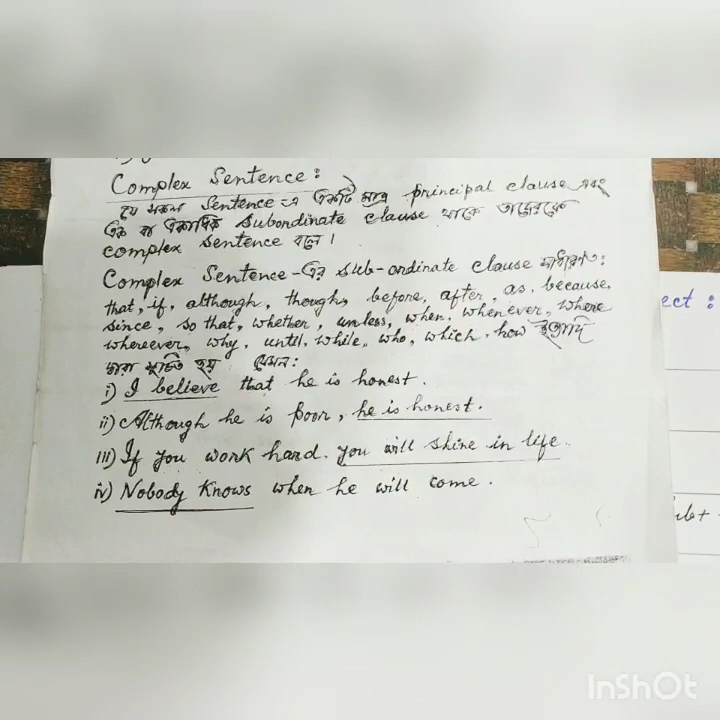 Complex Sentence:
যে সকল Sentence-এ একটি মাত্র principal clause এবং
এক বা একাধিক Subordinate clause থাকে তাদেরকে
complex sentence বলে।
Complex Sentence-এর sub-ordinate clause সাধারণত:
that, if, although, though, before, after, as, because,
since, so that, whether, unless, when, whenever, where
whereever, why, until, while, who, which, how ইত্যাদি
দ্বারা সূচিত হয় যেমন:
i) I believe that he is honest.
ii) Although he is poor, he is honest.
iii) If you work hard. you will shine in life.
iv) Nobody knows when he will come.
ect :
InShOt